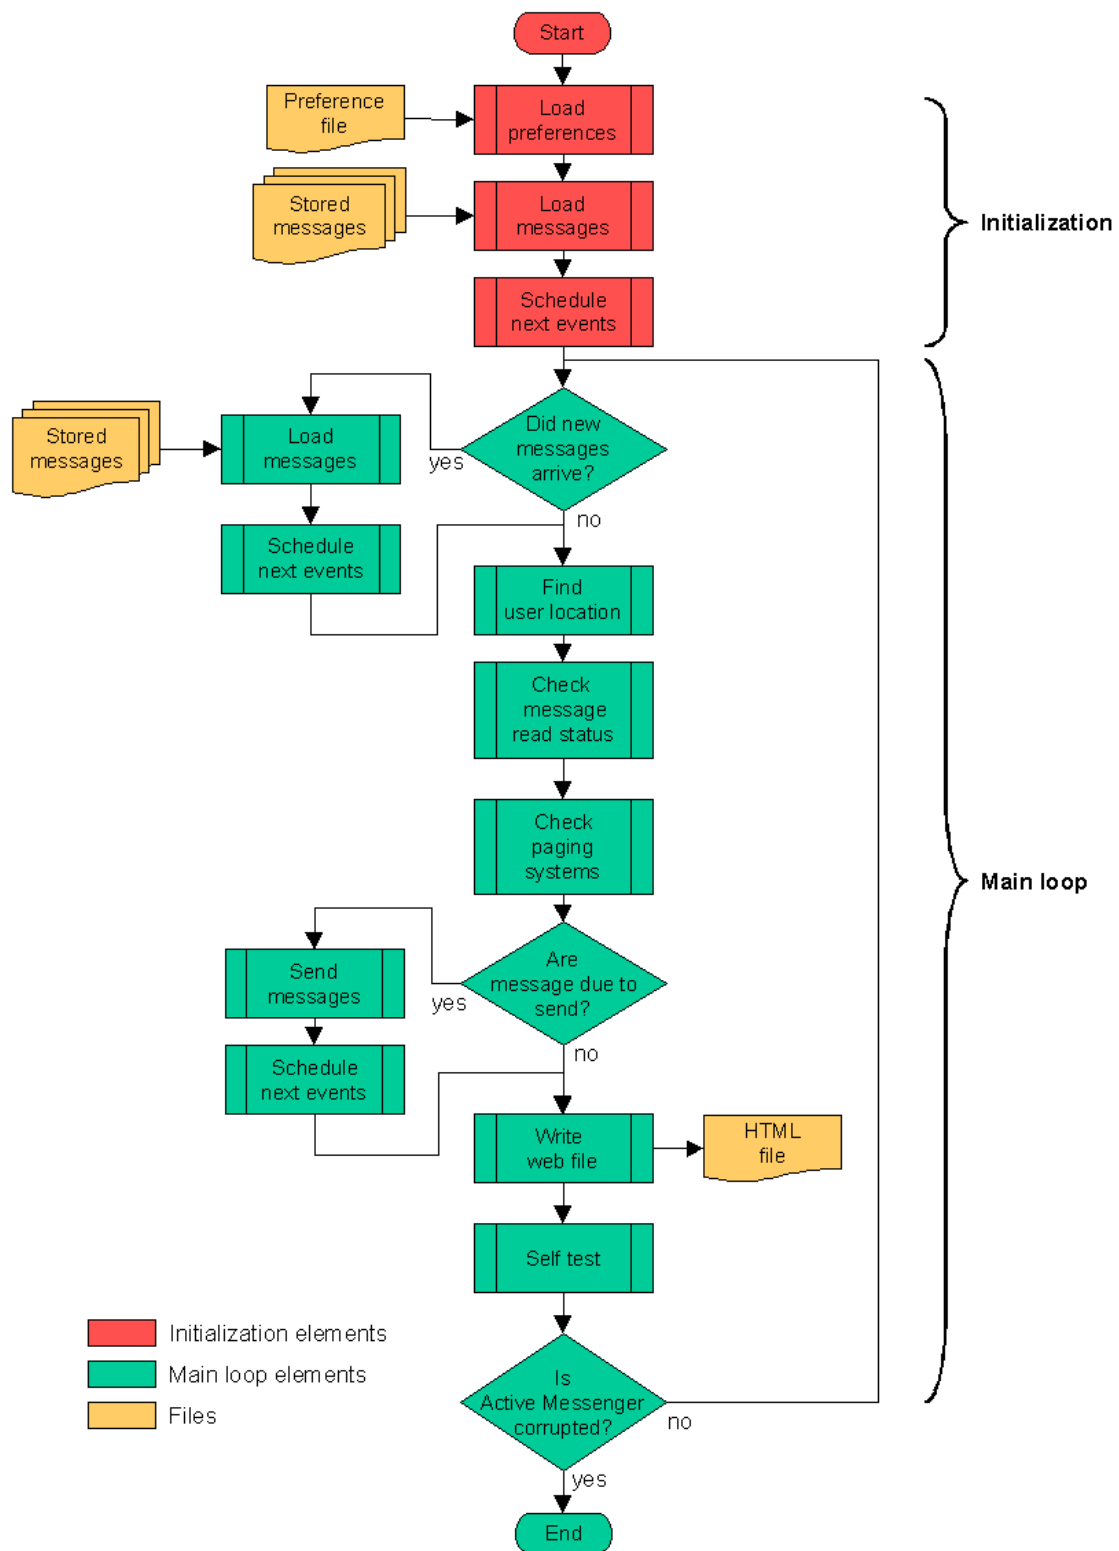 Start
Preference
file
Load
preferences
Stored
messages
Load
messages
Initialization
Schedule
next events
Did new
messages
arrive?
yes
no
Stored
messages
Load
messages
Schedule
next events
Find
user location
Check
message
read status
Check
paging
systems
Main loop
Are
message due to
send?
yes
no
Send
messages
Schedule
next events
Write
web file
HTML
file
Self test
Initialization elements
Main loop elements
Files
Is
Active Messenger
corrupted?
no
yes
End